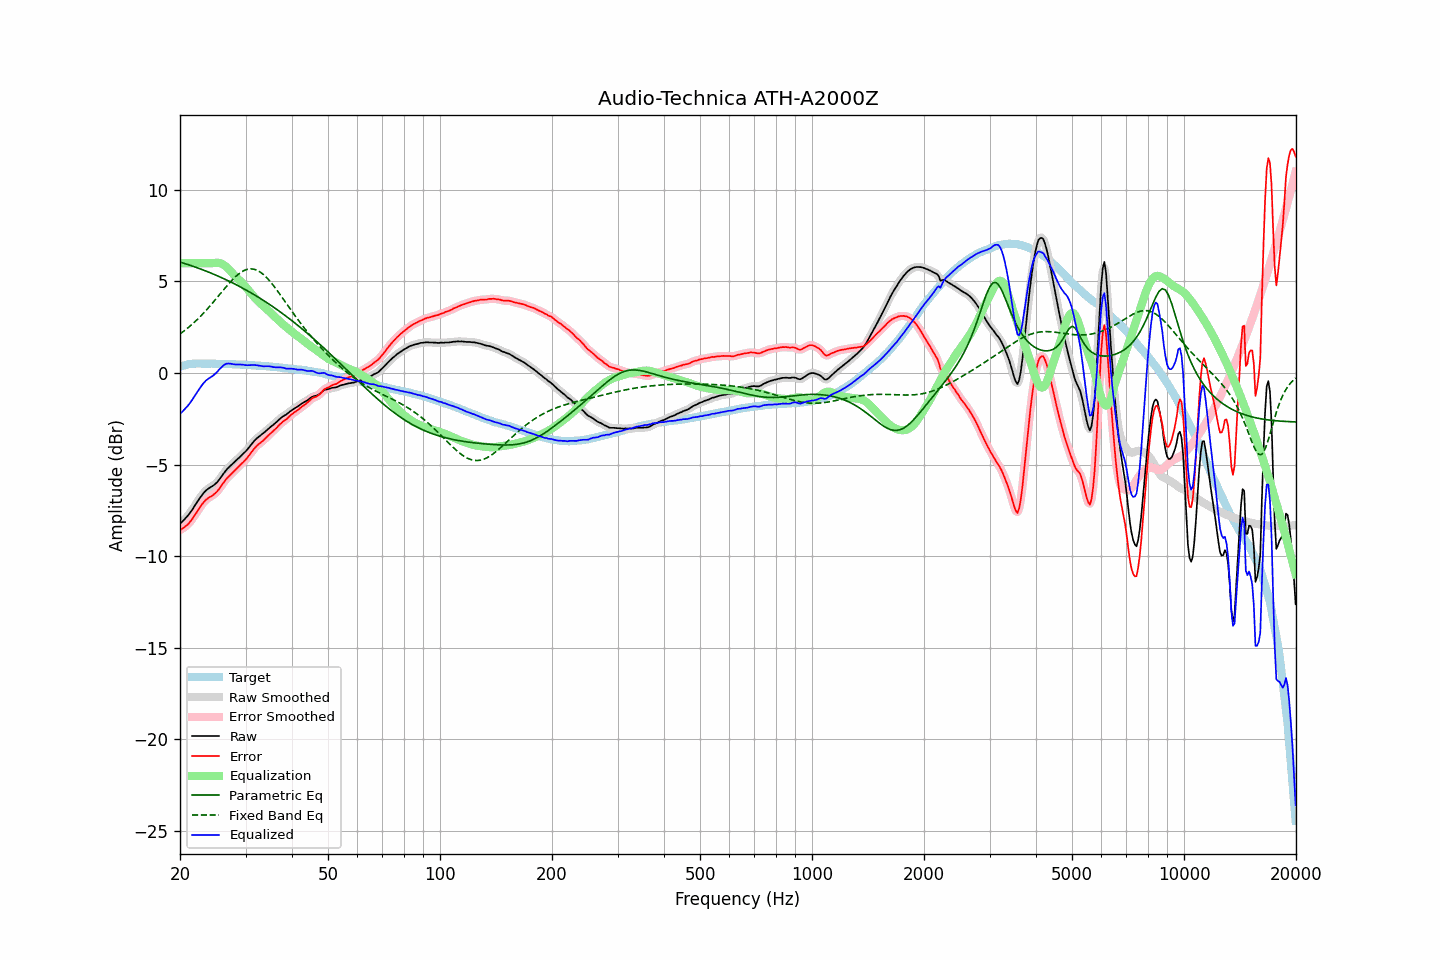 Audio-Technica ATH-A2000Z
Amplitude (dBr)
10
5
0
−5
−10
−15
−20
−25
Target
Raw Smoothed
Error Smoothed
Raw
Error
Equalization
Parametric Eq
Fixed Band Eq
Equalized
20 50 100 200 500 1000 2000 5000 10000 20000
Frequency (Hz)